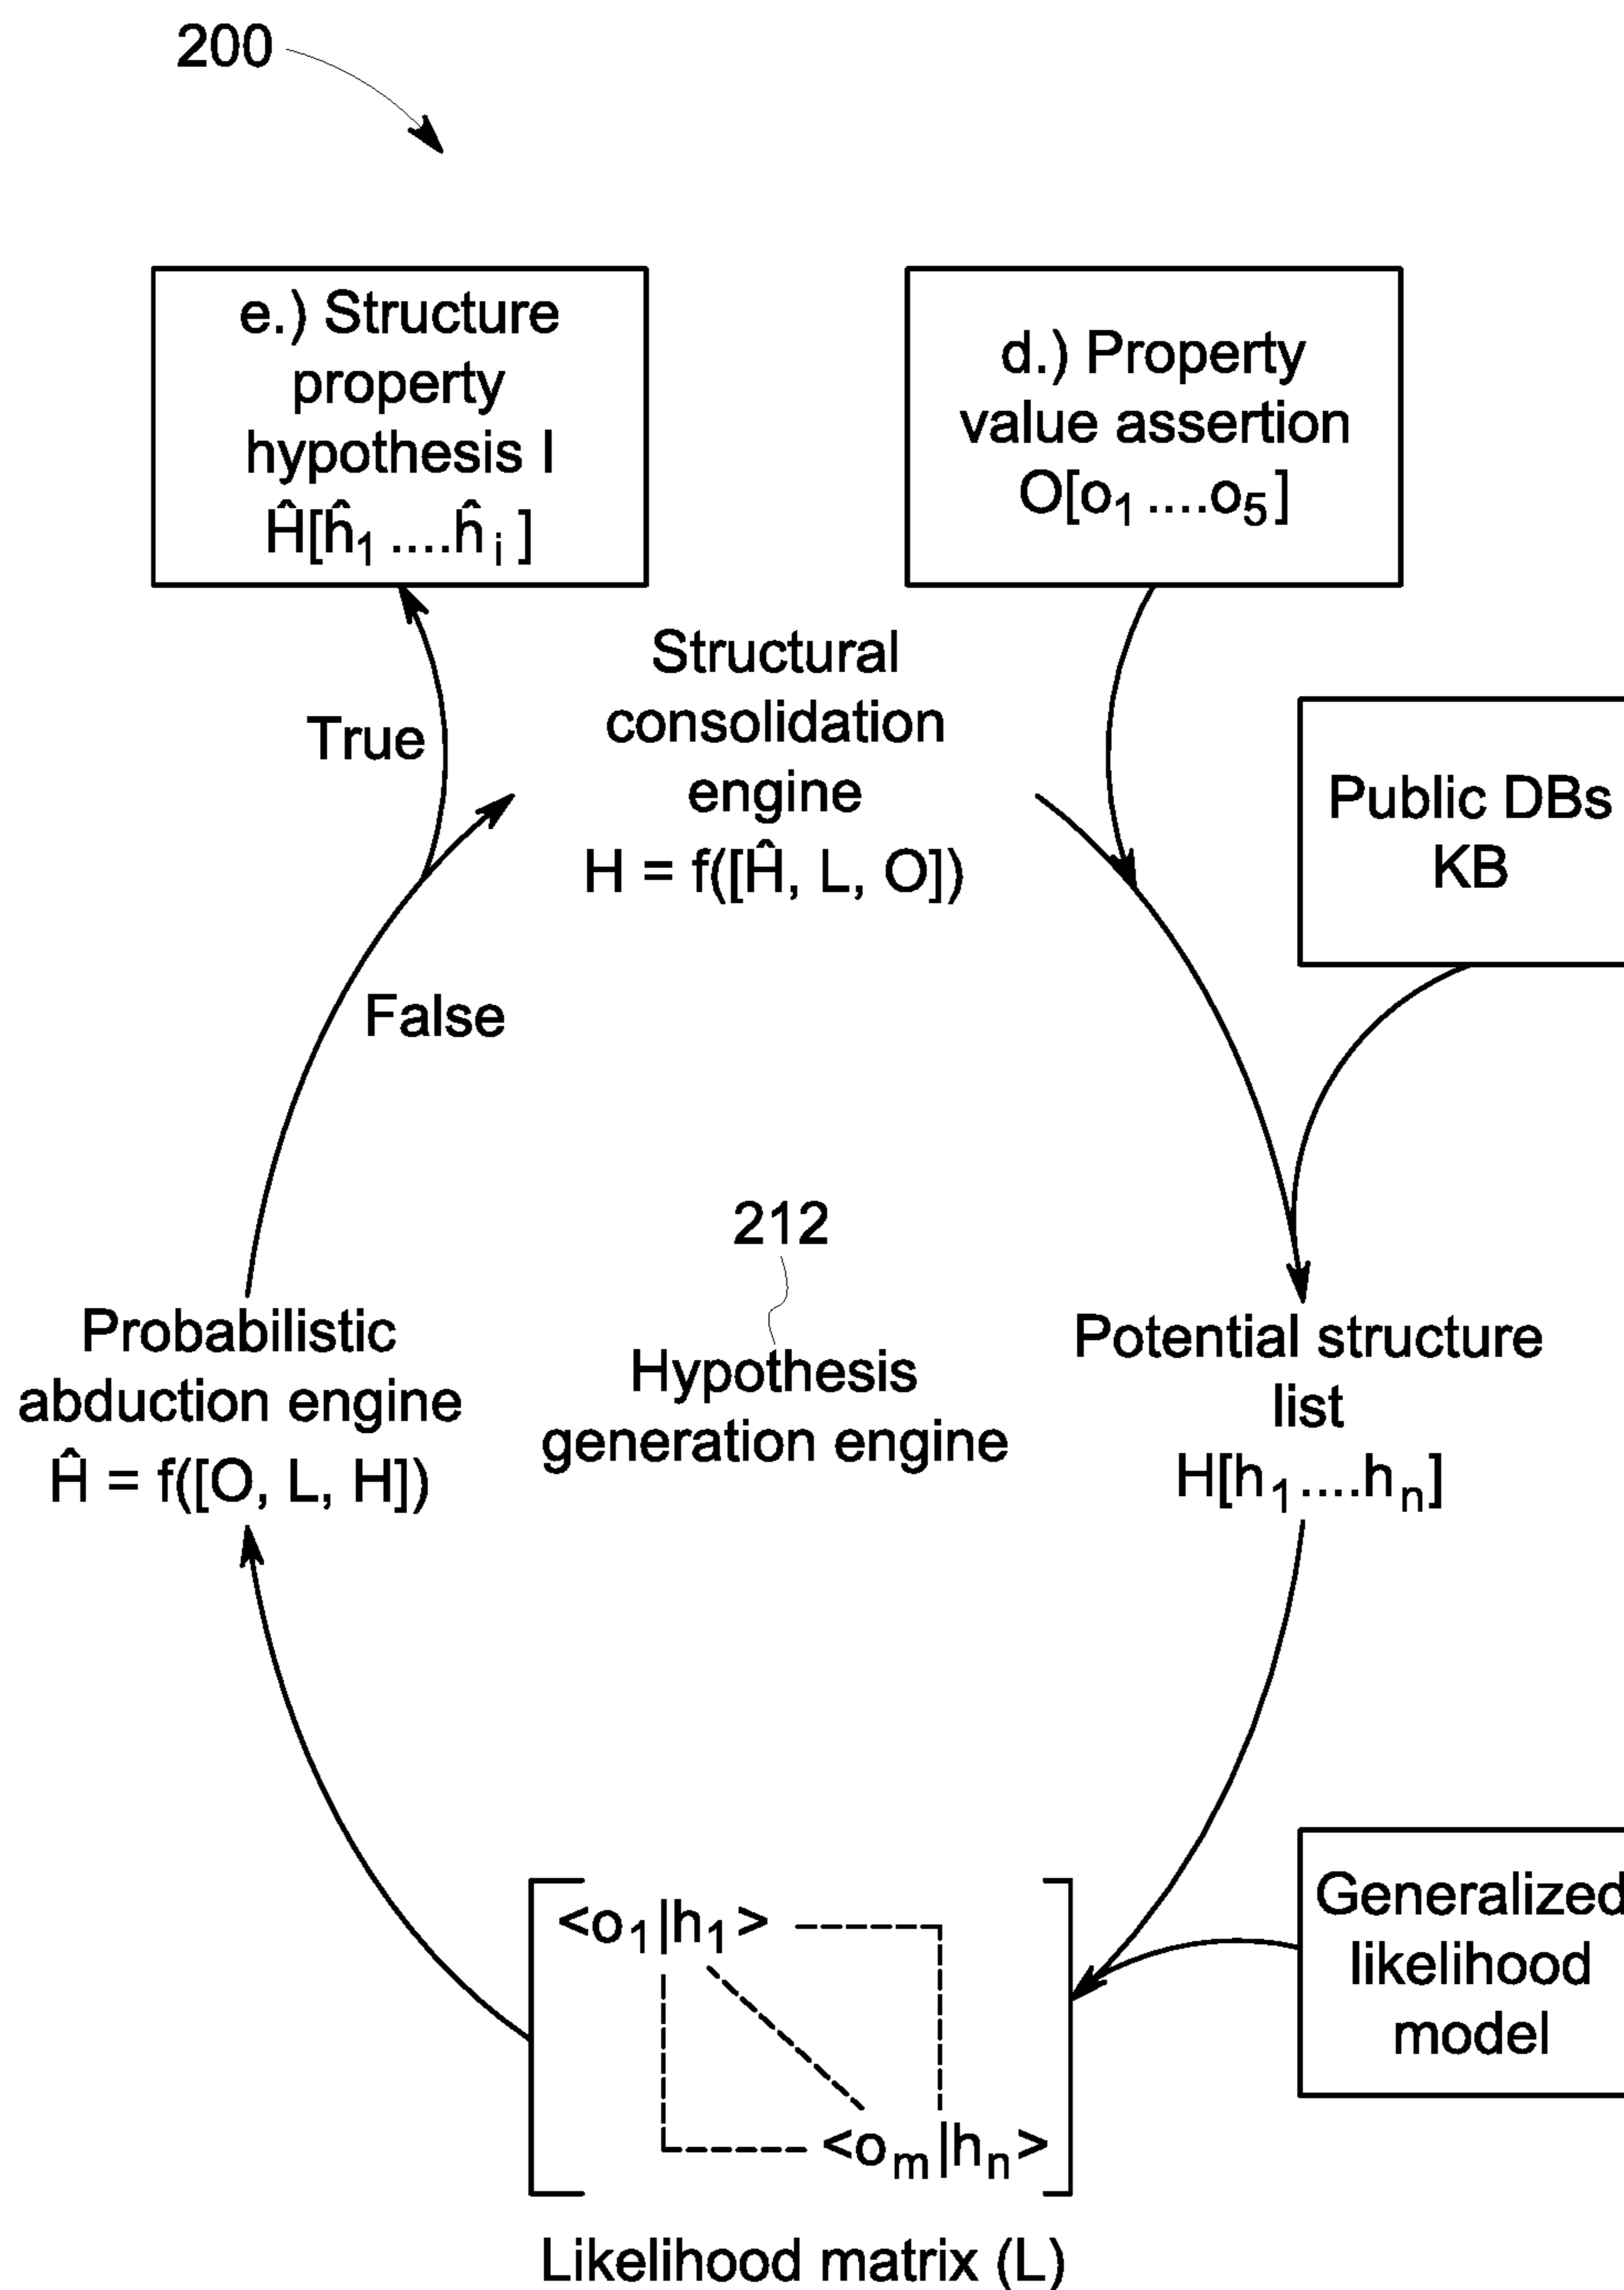 200
e.) Structure
property
hypothesis I
Ĥ[ĥ₁ ....ĥᵢ ]
d.) Property
value assertion
O[o₁ ....o₅ ]
Structural
consolidation
engine
H = f([Ĥ, L, O])
True
Public DBs
KB
False
212
Hypothesis
generation engine
Probabilistic
abduction engine
Ĥ = f([O, L, H])
Potential structure
list
H[h₁ ....hₙ]
Generalized
likelihood
model
<o₁|h₁>
<oₘ|hₙ>
Likelihood matrix (L)